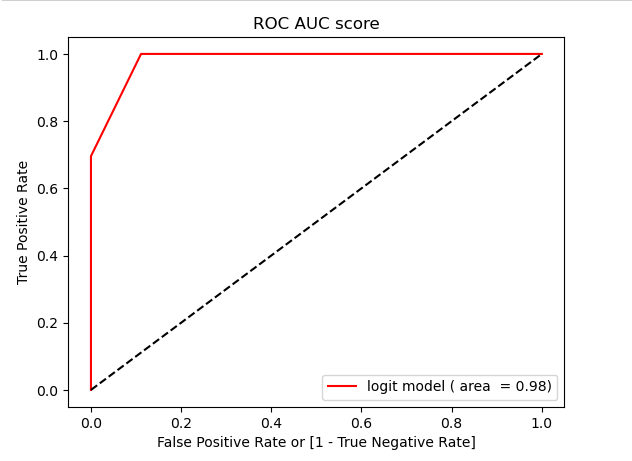 ROC AUC score
True Positive Rate
1.0
0.8
0.6
0.4
0.2
0.0
logit model ( area  = 0.98)
0.0 0.2 0.4 0.6 0.8 1.0
False Positive Rate or [1 - True Negative Rate]